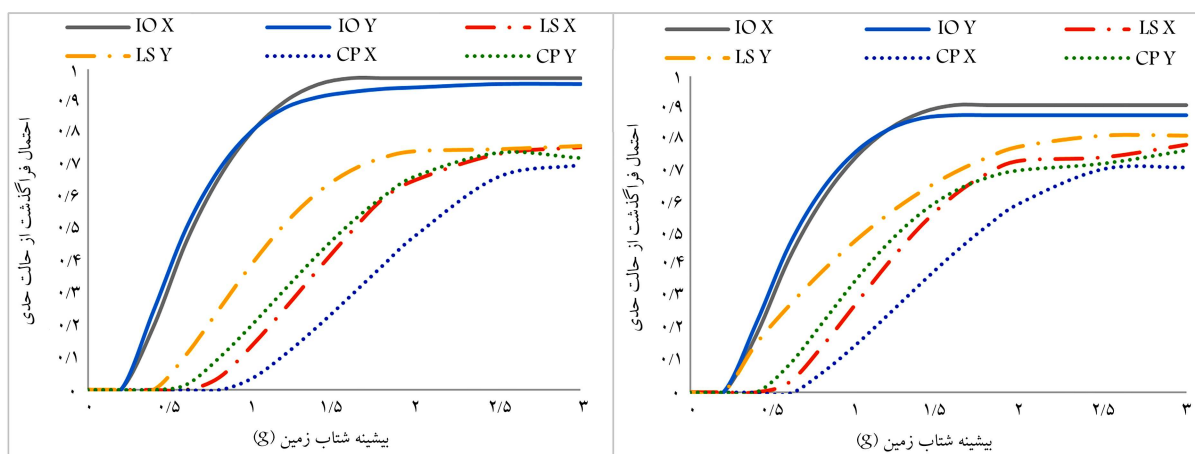 IO X IO Y LS X
LS Y CP X CP Y
۱
۰/۹
۰/۸
۰/۷
۰/۶
۰/۵
۰/۴
۰/۳
۰/۲
۰/۱
۰
احتمال فراگذشت از حالت حدی
۰ ۰/۵ ۱ ۱/۵ ۲ ۲/۵ ۳
بیشینه شتاب زمین (g)
IO X IO Y LS X
LS Y CP X CP Y
۱
۰/۹
۰/۸
۰/۷
۰/۶
۰/۵
۰/۴
۰/۳
۰/۲
۰/۱
۰
احتمال فراگذشت از حالت حدی
۰ ۰/۵ ۱ ۱/۵ ۲ ۲/۵ ۳
بیشینه شتاب زمین (g)